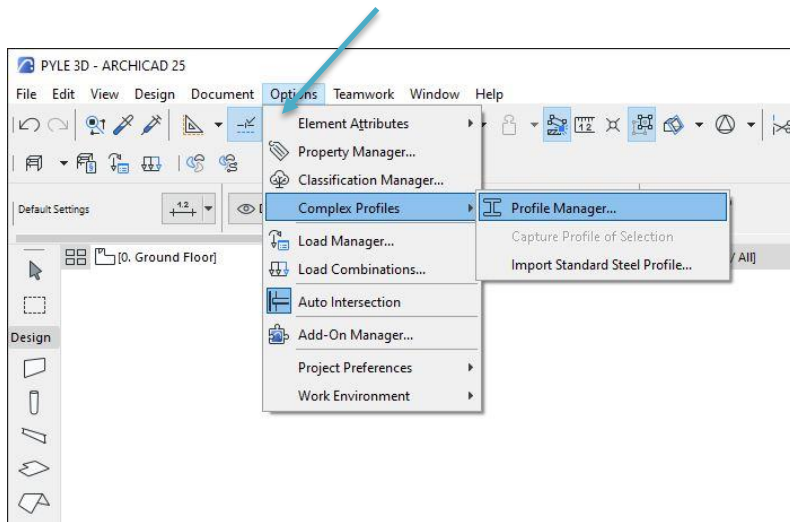 PYLE 3D - ARCHICAD 25
File Edit View Design Document Options Teamwork Window Help
Element Attributes
Property Manager...
Classification Manager...
Default Settings
1.2
Complex Profiles
Profile Manager...
Capture Profile of Selection
Import Standard Steel Profile...
Load Manager...
[0. Ground Floor]
/ All]
Load Combinations...
Auto Intersection
Design
Add-On Manager...
Project Preferences
Work Environment